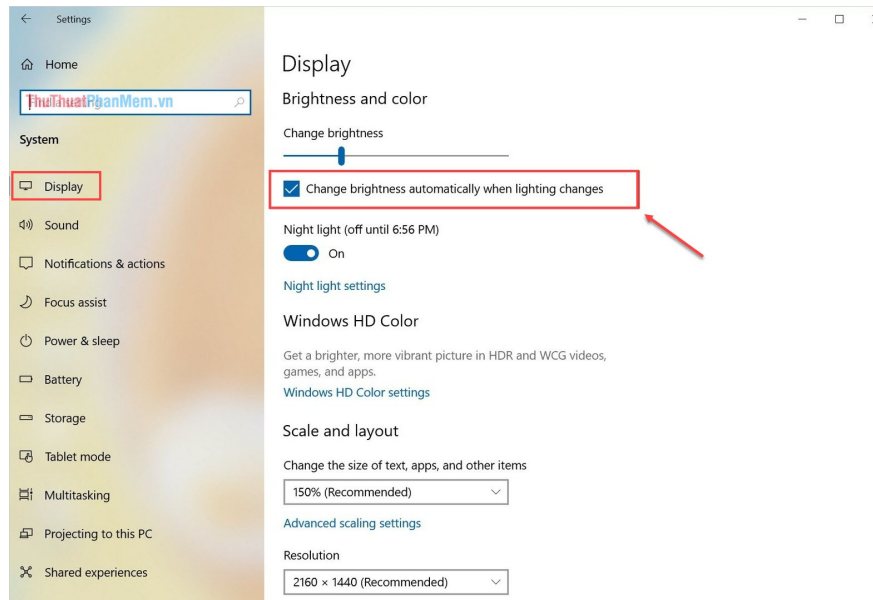 Settings
Home
ThuThuatPhanMem.vn
System
Display
Sound
Notifications & actions
Focus assist
Power & sleep
Battery
Storage
Tablet mode
Multitasking
Projecting to this PC
Shared experiences
Display
Brightness and color
Change brightness
Change brightness automatically when lighting changes
Night light (off until 6:56 PM)
On
Night light settings
Windows HD Color
Get a brighter, more vibrant picture in HDR and WCG videos,
games, and apps.
Windows HD Color settings
Scale and layout
Change the size of text, apps, and other items
150% (Recommended)
Advanced scaling settings
Resolution
2160 × 1440 (Recommended)